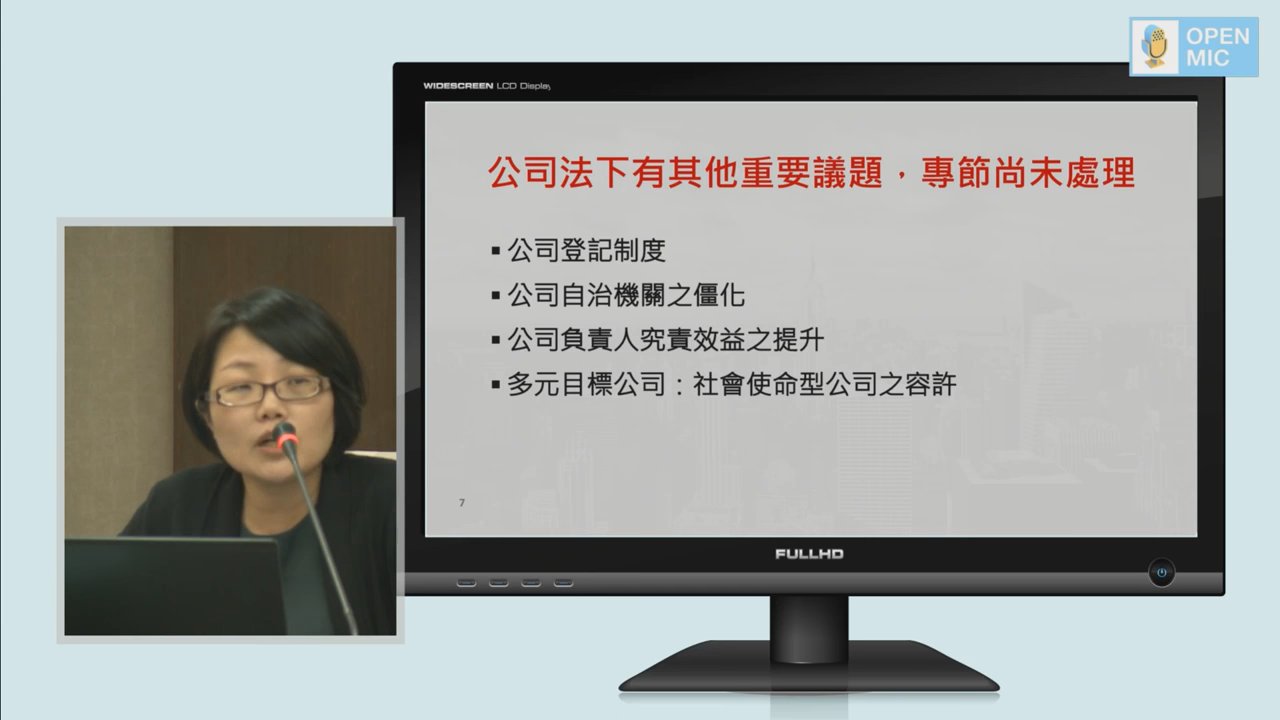 OPEN
MIC
WIDESCREEN LCD Display
公司法下有其他重要議題，專節尚未處理
▪ 公司登記制度
▪ 公司自治機關之僵化
▪ 公司負責人究責效益之提升
▪ 多元目標公司：社會使命型公司之容許
7
FULLHD